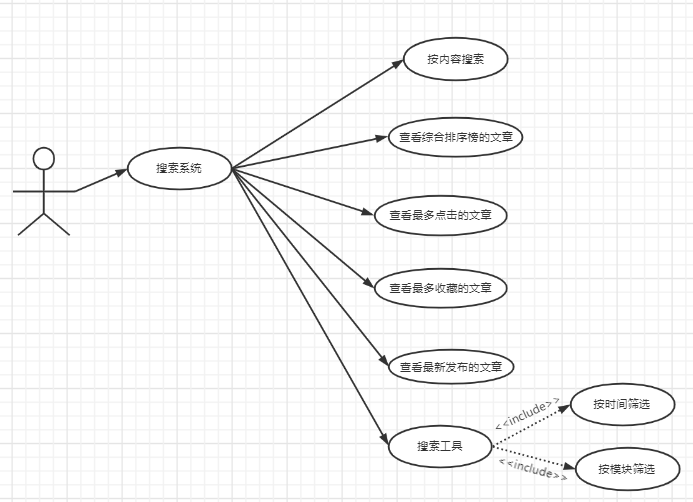 按内容搜索
查看综合排序榜的文章
搜索系统
查看最多点击的文章
查看最多收藏的文章
查看最新发布的文章
搜索工具
<<include>>
按时间筛选
<<include>>
按模块筛选